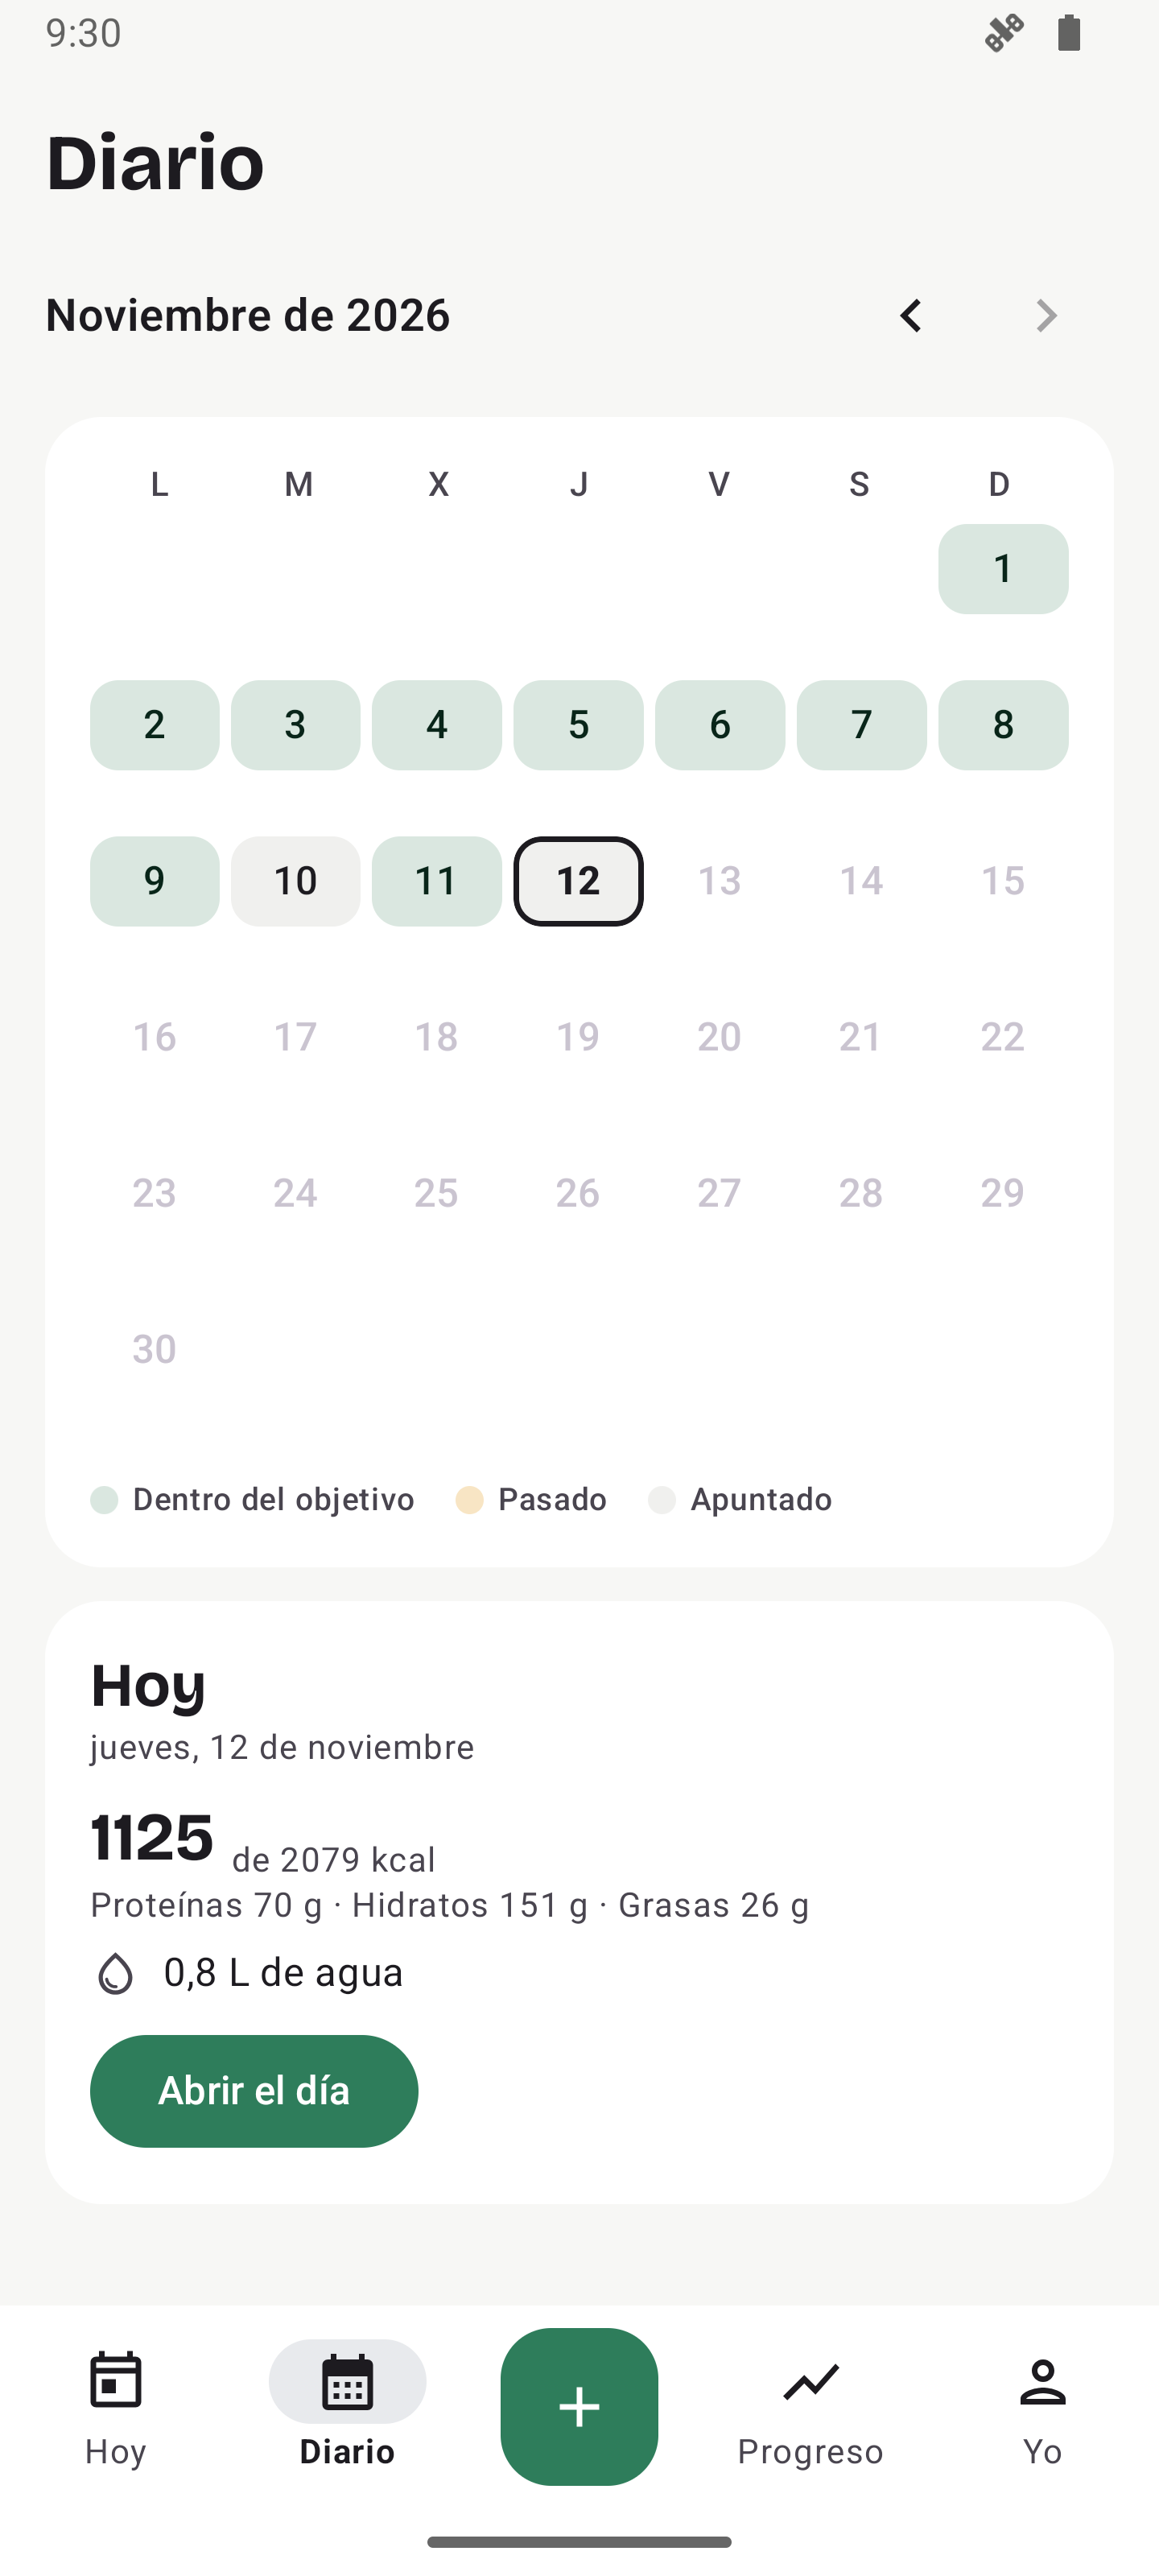 9:30
Diario
Noviembre de 2026
L M X J V S D
1
2 3 4 5 6 7 8
9 10 11 12 13 14 15
16 17 18 19 20 21 22
23 24 25 26 27 28 29
30
Dentro del objetivo Pasado Apuntado
Hoy
jueves, 12 de noviembre
1125 de 2079 kcal
Proteínas 70 g · Hidratos 151 g · Grasas 26 g
0,8 L de agua
Abrir el día
Hoy Diario Progreso Yo